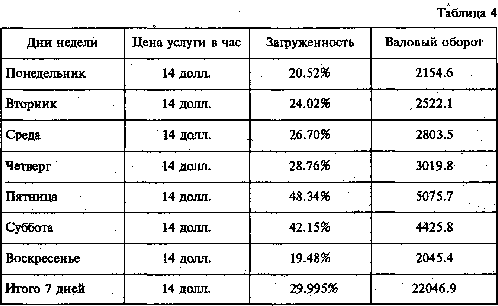 Таблица 4
Дни недели Цена услуги в час Загруженность Валовый оборот
Понедельник 14 долл. 20.52% 2154.6
Вторник 14 долл. 24.02% 2522.1
Среда 14 долл. 26.70% 2803.5
Четверг 14 долл. 28.76% 3019.8
Пятница 14 долл. 48.34% 5075.7
Суббота 14 долл. 42.15% 4425.8
Воскресенье 14 долл. 19.48% 2045.4
Итого 7 дней 14 долл. 29.995% 22046.9